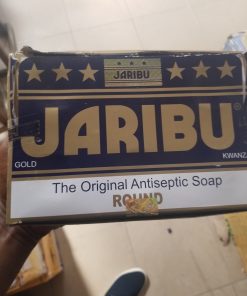 JARIBU
JARIBU®
GOLD KWANZA
The Original Antiseptic Soap
ROUND